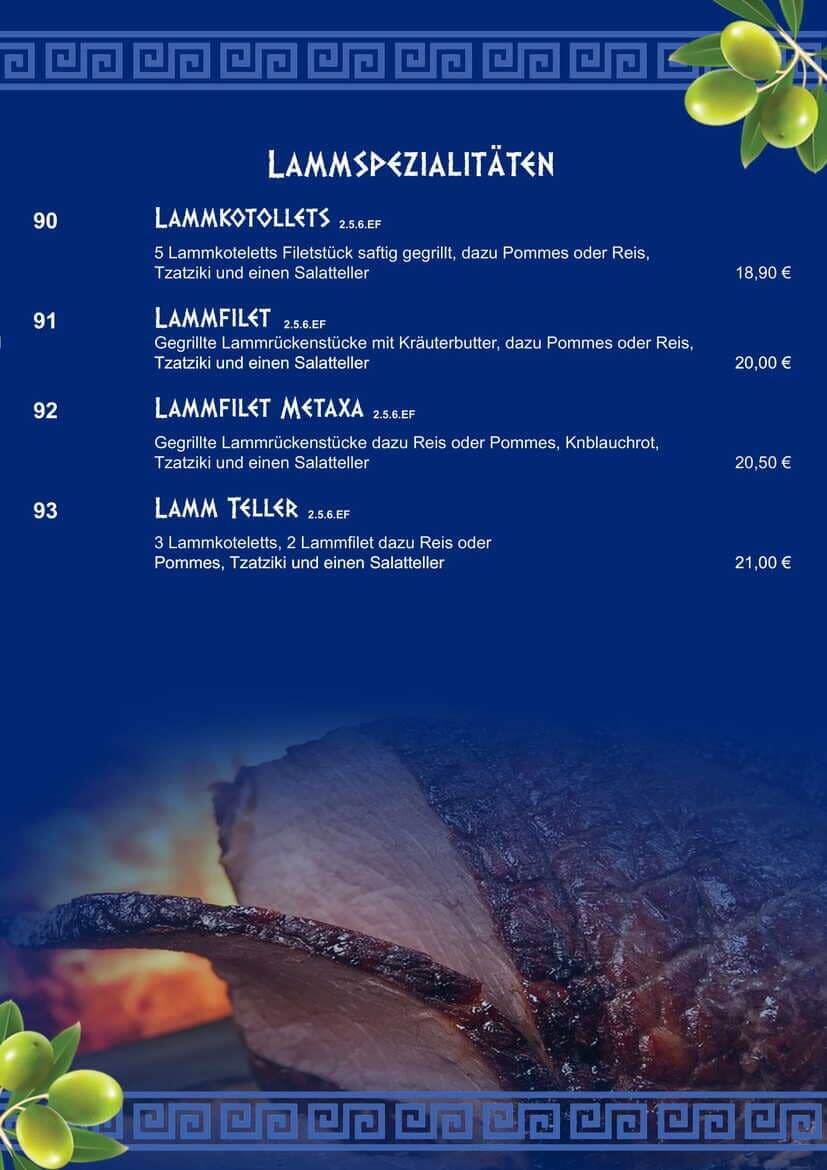 LAMMSPEZIALITÄTEN
90 LAMMKOTOLLETS 2.5.6.EF
5 Lammkoteletts Filetstück saftig gegrillt, dazu Pommes oder Reis,
Tzatziki und einen Salatteller 18,90 €
91 LAMMFILET 2.5.6.EF
Gegrillte Lammrückenstücke mit Kräuterbutter, dazu Pommes oder Reis,
Tzatziki und einen Salatteller 20,00 €
92 LAMMFILET METAXA 2.5.6.EF
Gegrillte Lammrückenstücke dazu Reis oder Pommes, Knblauchrot,
Tzatziki und einen Salatteller 20,50 €
93 LAMM TELLER 2.5.6.EF
3 Lammkoteletts, 2 Lammfilet dazu Reis oder
Pommes, Tzatziki und einen Salatteller 21,00 €